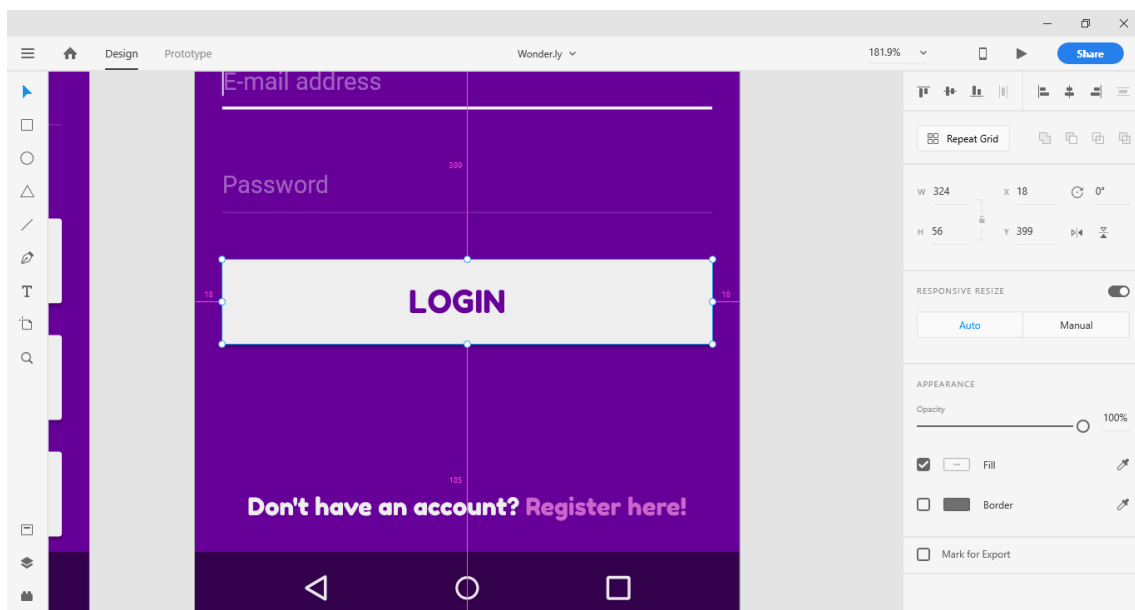 Design Prototype Wonder.ly 181.9% Share
E-mail address
Repeat Grid
399
Password
W 324 X 18 0°
H 56 Y 399
18 LOGIN 18
RESPONSIVE RESIZE
Auto Manual
APPEARANCE
Opacity
100%
Fill
185
Don't have an account? Register here!
Border
Mark for Export